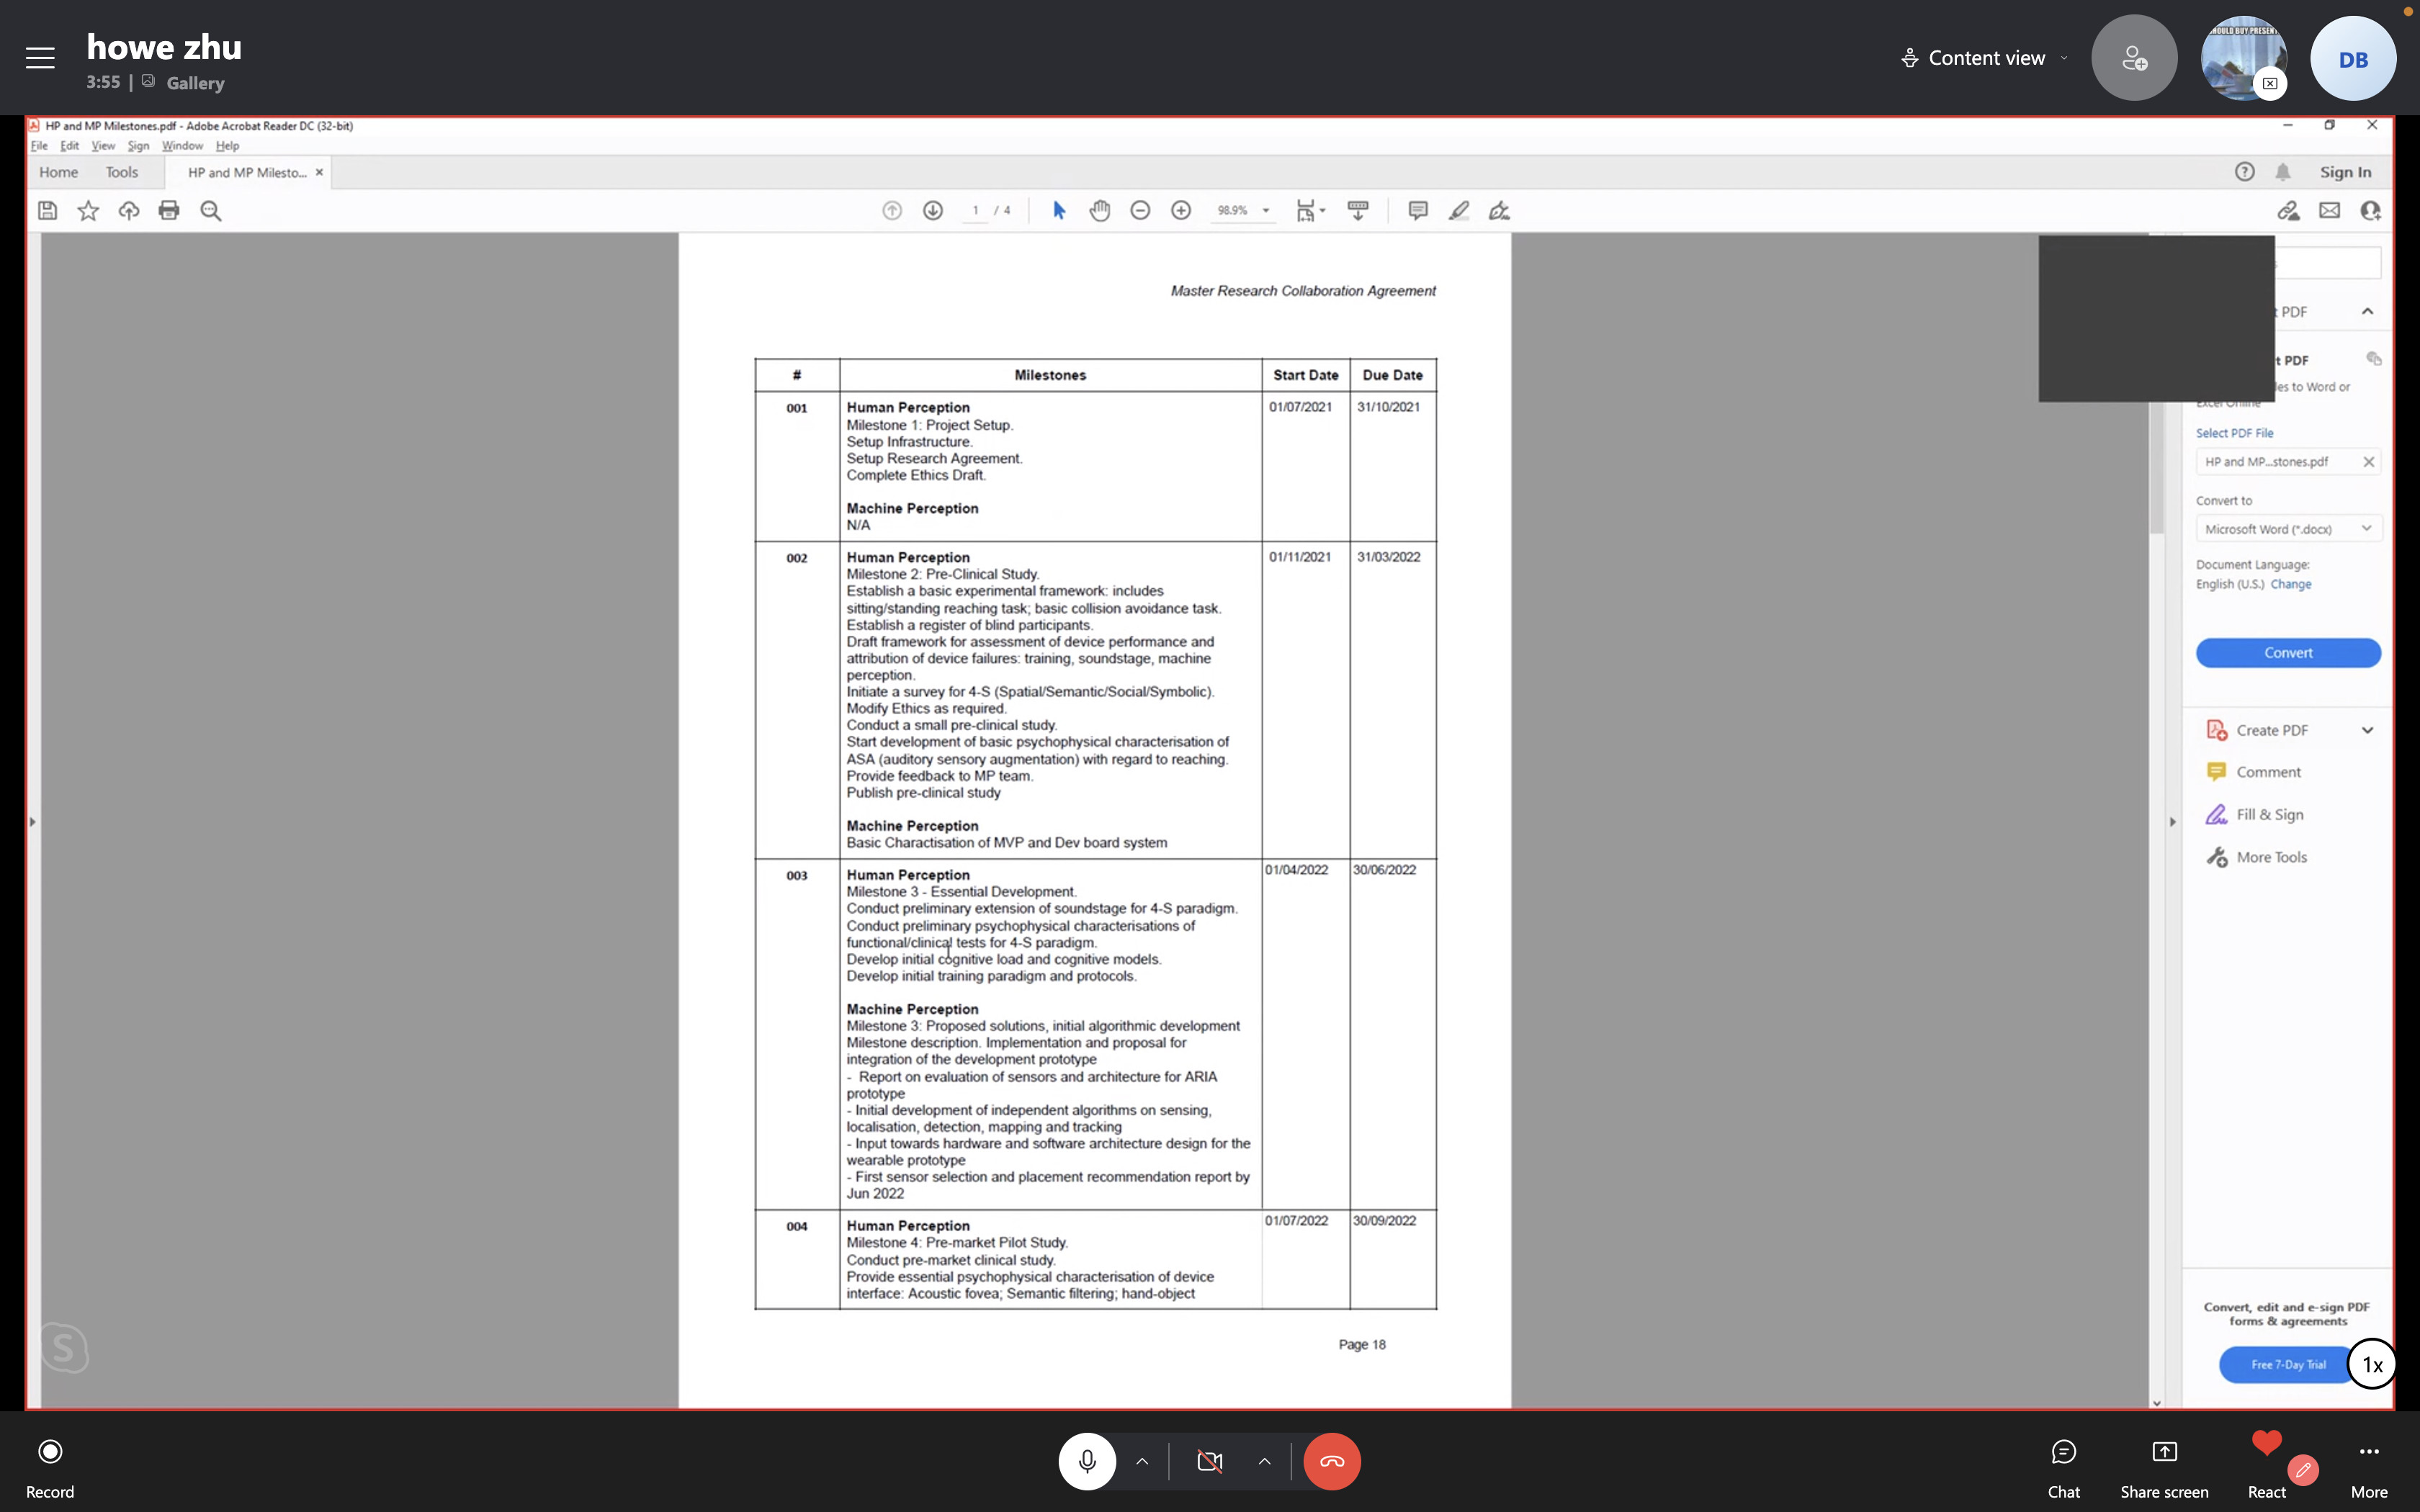 howe zhu
3:55 | Gallery
Content view
HOULD BUY PRESEN
DB
HP and MP Milestones.pdf - Adobe Acrobat Reader DC (32-bit)
File Edit View Sign Window Help
Home Tools HP and MP Milesto... ×
Sign In
1 / 4
98.9%
Master Research Collaboration Agreement
# Milestones Start Date Due Date
001 Human Perception 01/07/2021 31/10/2021
Milestone 1: Project Setup.
Setup Infrastructure.
Setup Research Agreement.
Complete Ethics Draft.
Machine Perception
N/A
002 Human Perception 01/11/2021 31/03/2022
Milestone 2: Pre-Clinical Study.
Establish a basic experimental framework: includes
sitting/standing reaching task; basic collision avoidance task.
Establish a register of blind participants.
Draft framework for assessment of device performance and
attribution of device failures: training, soundstage, machine
perception.
Initiate a survey for 4-S (Spatial/Semantic/Social/Symbolic).
Modify Ethics as required.
Conduct a small pre-clinical study.
Start development of basic psychophysical characterisation of
ASA (auditory sensory augmentation) with regard to reaching.
Provide feedback to MP team.
Publish pre-clinical study
Machine Perception
Basic Charactisation of MVP and Dev board system
003 Human Perception 01/04/2022 30/06/2022
Milestone 3 - Essential Development.
Conduct preliminary extension of soundstage for 4-S paradigm.
Conduct preliminary psychophysical characterisations of
functional/clinical tests for 4-S paradigm.
Develop initial cognitive load and cognitive models.
Develop initial training paradigm and protocols.
Machine Perception
Milestone 3: Proposed solutions, initial algorithmic development
Milestone description. Implementation and proposal for
integration of the development prototype
- Report on evaluation of sensors and architecture for ARIA
prototype
- Initial development of independent algorithms on sensing,
localisation, detection, mapping and tracking
- Input towards hardware and software architecture design for the
wearable prototype
- First sensor selection and placement recommendation report by
Jun 2022
004 Human Perception 01/07/2022 30/09/2022
Milestone 4: Pre-market Pilot Study.
Conduct pre-market clinical study.
Provide essential psychophysical characterisation of device
interface: Acoustic fovea; Semantic filtering; hand-object
Page 18
t PDF
t PDF
les to Word or
Excel Online
Select PDF File
HP and MP...stones.pdf
Convert to
Microsoft Word (*.docx)
Document Language:
English (U.S.) Change
Convert
Create PDF
Comment
Fill & Sign
More Tools
Convert, edit and e-sign PDF
forms & agreements
Free 7-Day Trial
1x
S
Record
Chat
Share screen
React
More